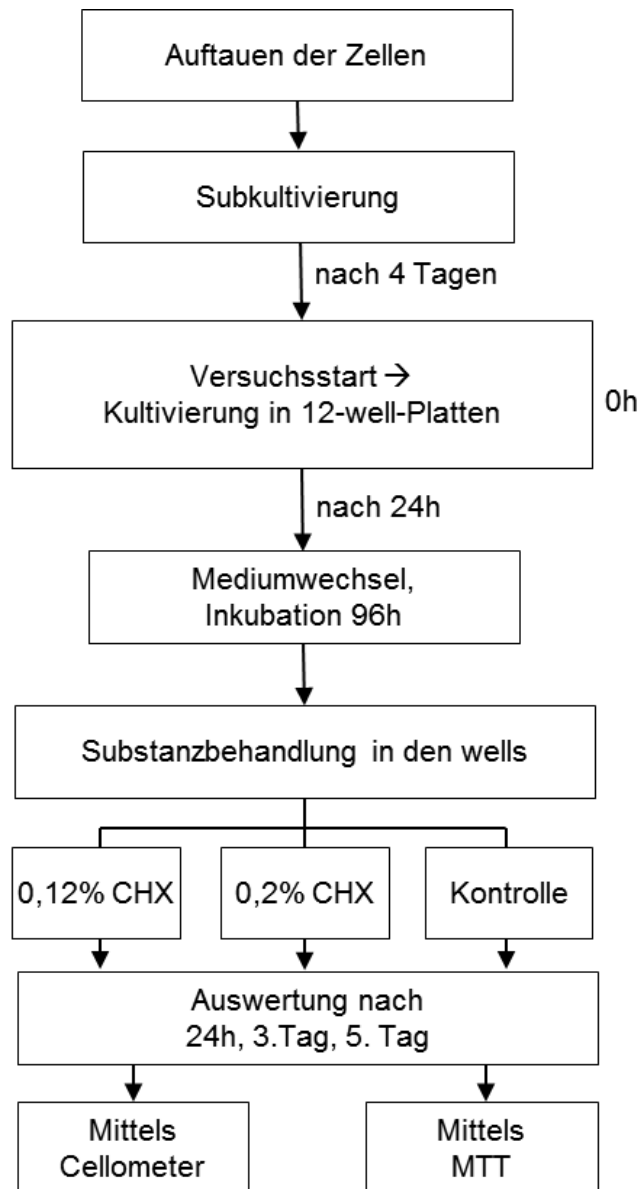 Auftauen der Zellen
Subkultivierung
nach 4 Tagen
Versuchsstart →
Kultivierung in 12-well-Platten
0h
nach 24h
Mediumwechsel,
Inkubation 96h
Substanzbehandlung in den wells
0,12% CHX
0,2% CHX
Kontrolle
Auswertung nach
24h, 3.Tag, 5. Tag
Mittels
Cellometer
Mittels
MTT